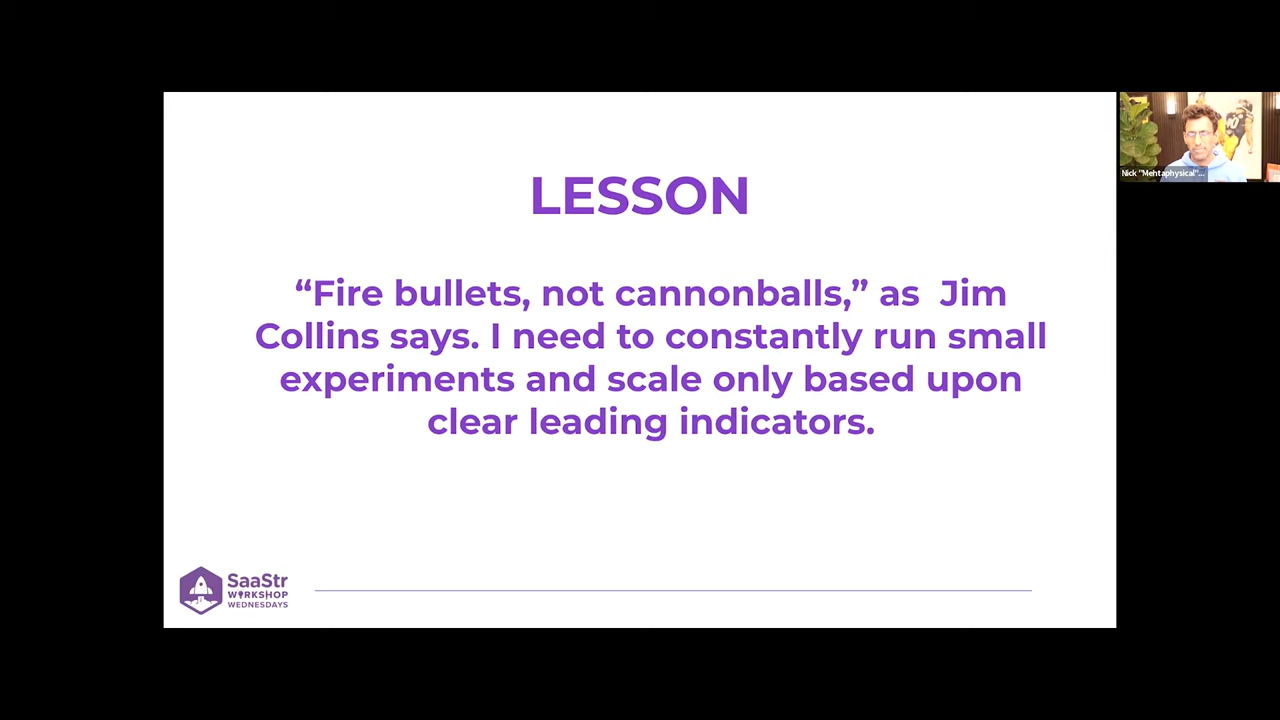 LESSON
“Fire bullets, not cannonballs,” as  Jim
Collins says. I need to constantly run small
experiments and scale only based upon
clear leading indicators.
Nick "Mehtaphysical"...
SaaStr
WORKSHOP
WEDNESDAYS